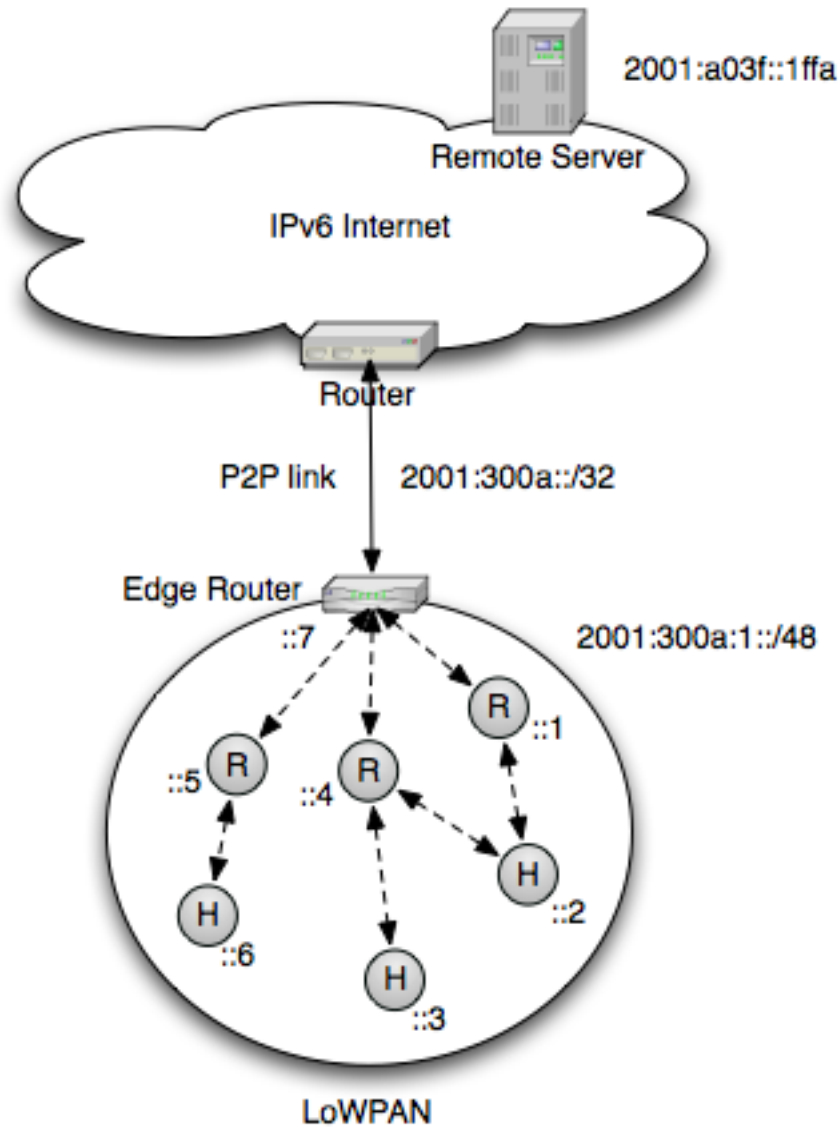 2001:a03f::1ffa
Remote Server
IPv6 Internet
Router
P2P link
2001:300a::/32
Edge Router
::7
2001:300a:1::/48
R
::1
R
::5
R
::4
H
::2
H
::6
H
::3
LoWPAN